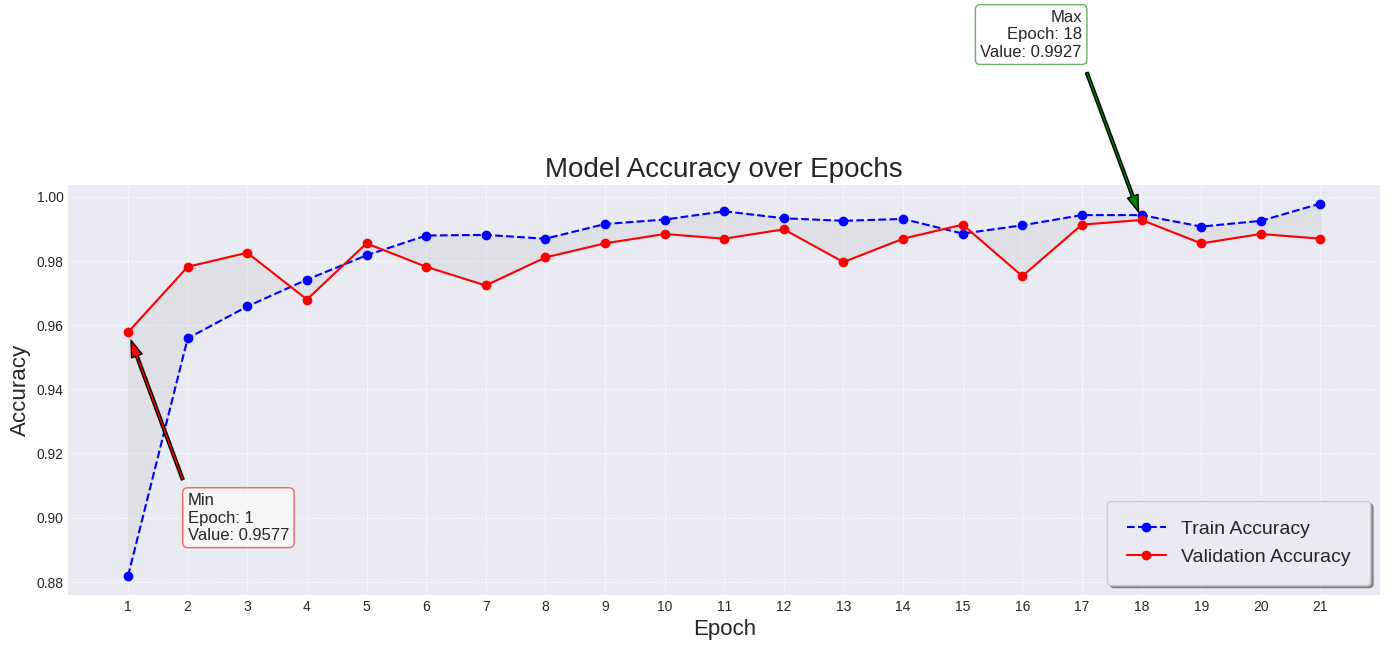 Max
Epoch: 18
Value: 0.9927
Model Accuracy over Epochs
1.00
0.98
0.96
0.94
0.92
0.90
0.88
Accuracy
Min
Epoch: 1
Value: 0.9577
Train Accuracy
Validation Accuracy
1 2 3 4 5 6 7 8 9 10 11 12 13 14 15 16 17 18 19 20 21
Epoch